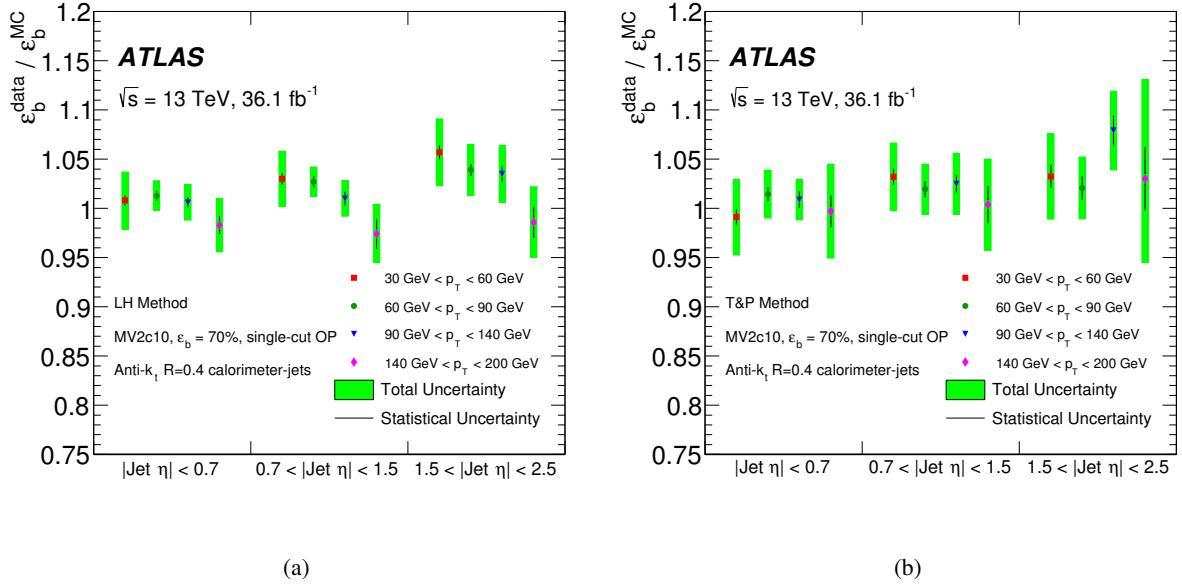 ε_b^data / ε_b^MC
1.2
1.15
1.1
1.05
1
0.95
0.9
0.85
0.8
0.75
ATLAS
√s = 13 TeV, 36.1 fb⁻¹
LH Method
MV2c10, ε_b = 70%, single-cut OP
Anti-k_t R=0.4 calorimeter-jets
30 GeV < p_T < 60 GeV
60 GeV < p_T < 90 GeV
90 GeV < p_T < 140 GeV
140 GeV < p_T < 200 GeV
Total Uncertainty
Statistical Uncertainty
|Jet η| < 0.7
0.7 < |Jet η| < 1.5
1.5 < |Jet η| < 2.5
(a)
ε_b^data / ε_b^MC
1.2
1.15
1.1
1.05
1
0.95
0.9
0.85
0.8
0.75
ATLAS
√s = 13 TeV, 36.1 fb⁻¹
T&P Method
MV2c10, ε_b = 70%, single-cut OP
Anti-k_t R=0.4 calorimeter-jets
30 GeV < p_T < 60 GeV
60 GeV < p_T < 90 GeV
90 GeV < p_T < 140 GeV
140 GeV < p_T < 200 GeV
Total Uncertainty
Statistical Uncertainty
|Jet η| < 0.7
0.7 < |Jet η| < 1.5
1.5 < |Jet η| < 2.5
(b)